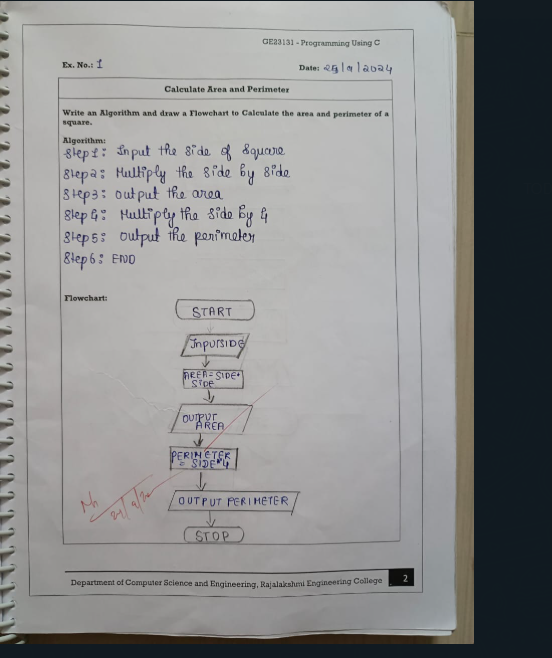 GE23131 - Programming Using C
Ex. No.: 1
Date: 25/9/2024
Calculate Area and Perimeter
Write an Algorithm and draw a Flowchart to Calculate the area and perimeter of a
square.
Algorithm:
Step1: Input the side of Square
Step2: Multiply the side by side
Step3: output the area
Step 4: Multiply the side by 4
Step5: output the perimeter
Step6: END
Flowchart:
START
InpuTSIDE
AREA=SIDE*
SiDe
OUTPUT
AREA
PERIMETER
= SIDE*4
OUTPUT PERIMETER
STOP
Department of Computer Science and Engineering, Rajalakshmi Engineering College
2